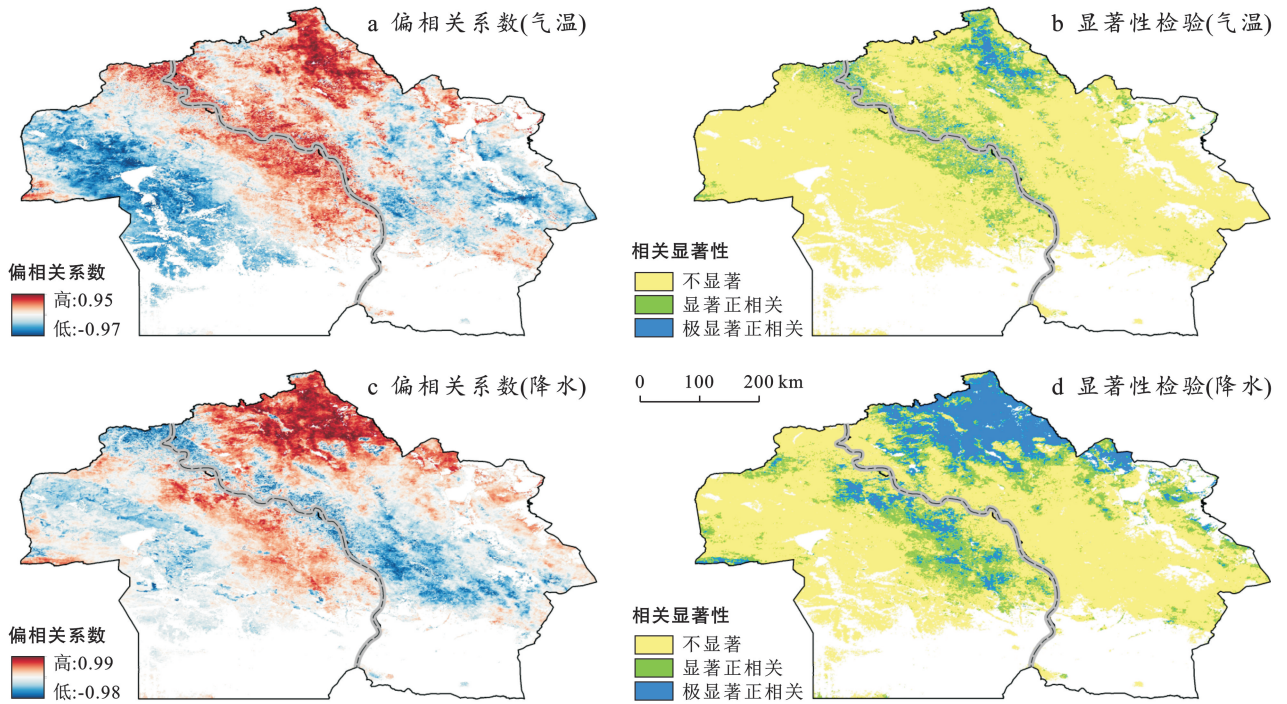 a 偏相关系数(气温)
偏相关系数
高:0.95
低:-0.97
b 显著性检验(气温)
相关显著性
不显著
显著正相关
极显著正相关
c 偏相关系数(降水)
偏相关系数
高:0.99
低:-0.98
0 100 200 km
d 显著性检验(降水)
相关显著性
不显著
显著正相关
极显著正相关